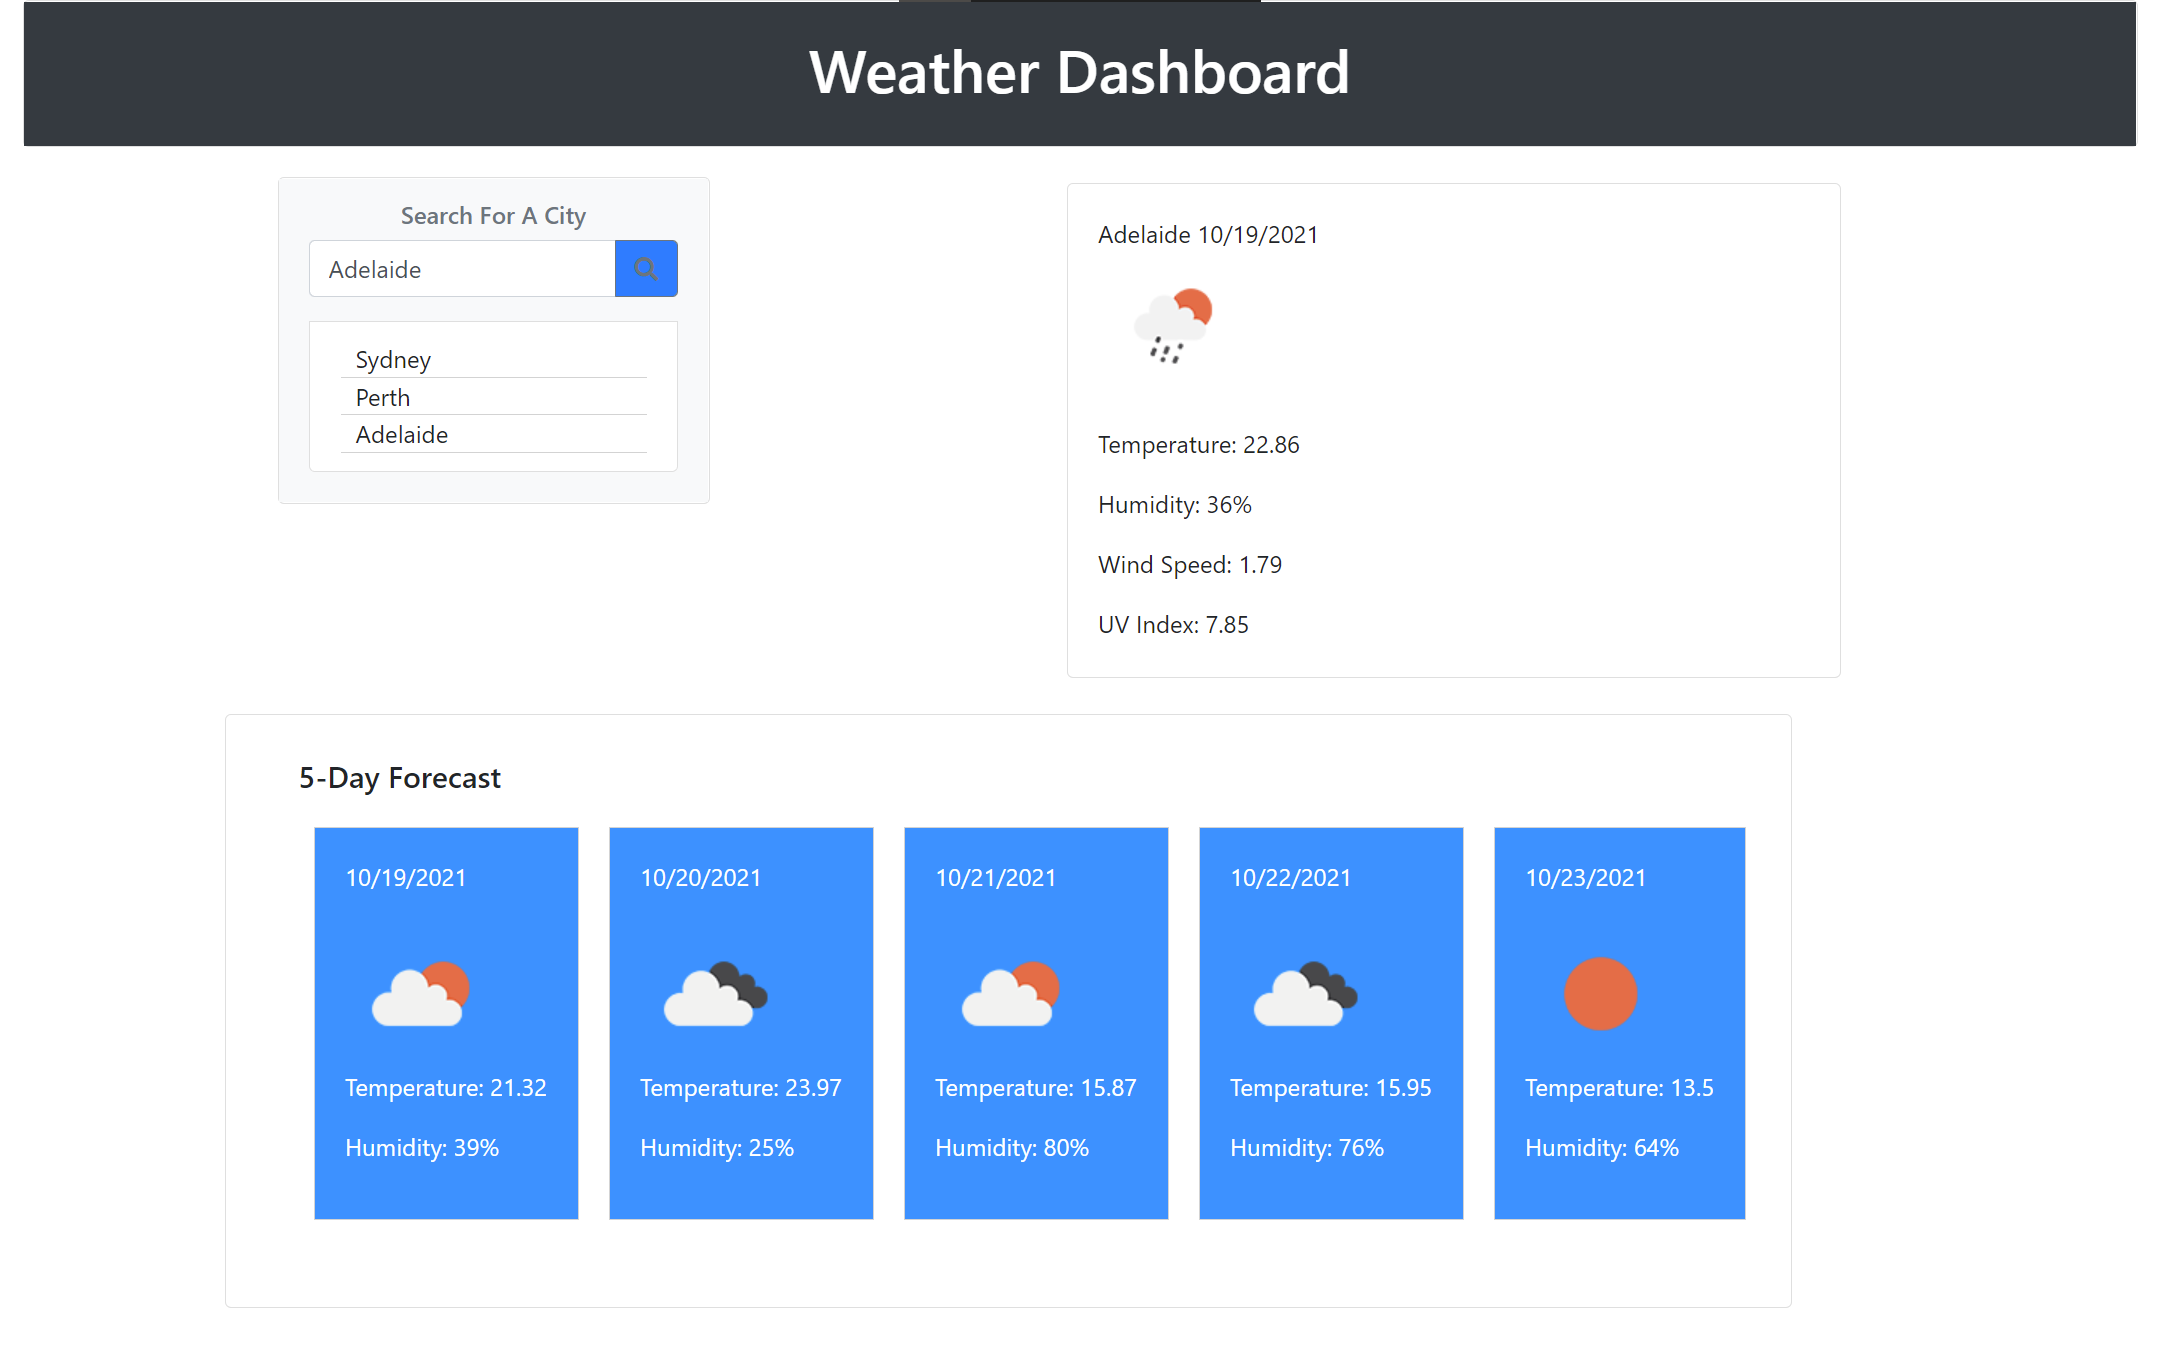 Weather Dashboard
Search For A City
Adelaide
Sydney
Perth
Adelaide
Adelaide 10/19/2021
Temperature: 22.86
Humidity: 36%
Wind Speed: 1.79
UV Index: 7.85
5-Day Forecast
10/19/2021
Temperature: 21.32
Humidity: 39%
10/20/2021
Temperature: 23.97
Humidity: 25%
10/21/2021
Temperature: 15.87
Humidity: 80%
10/22/2021
Temperature: 15.95
Humidity: 76%
10/23/2021
Temperature: 13.5
Humidity: 64%